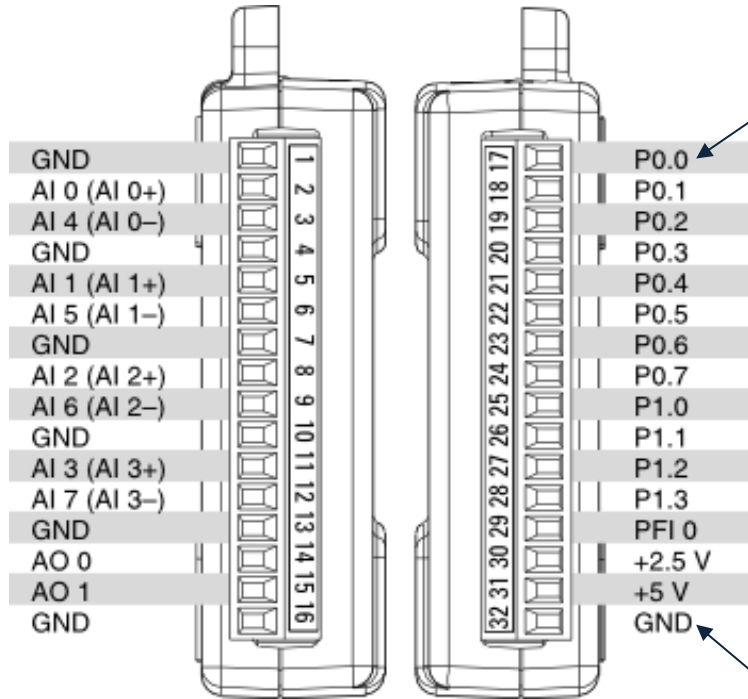 GND 1 17 P0.0
AI 0 (AI 0+) 2 18 P0.1
AI 4 (AI 0–) 3 19 P0.2
GND 4 20 P0.3
AI 1 (AI 1+) 5 21 P0.4
AI 5 (AI 1–) 6 22 P0.5
GND 7 23 P0.6
AI 2 (AI 2+) 8 24 P0.7
AI 6 (AI 2–) 9 25 P1.0
GND 10 26 P1.1
AI 3 (AI 3+) 11 27 P1.2
AI 7 (AI 3–) 12 28 P1.3
GND 13 29 PFI 0
AO 0 14 30 +2.5 V
AO 1 15 31 +5 V
GND 16 32 GND